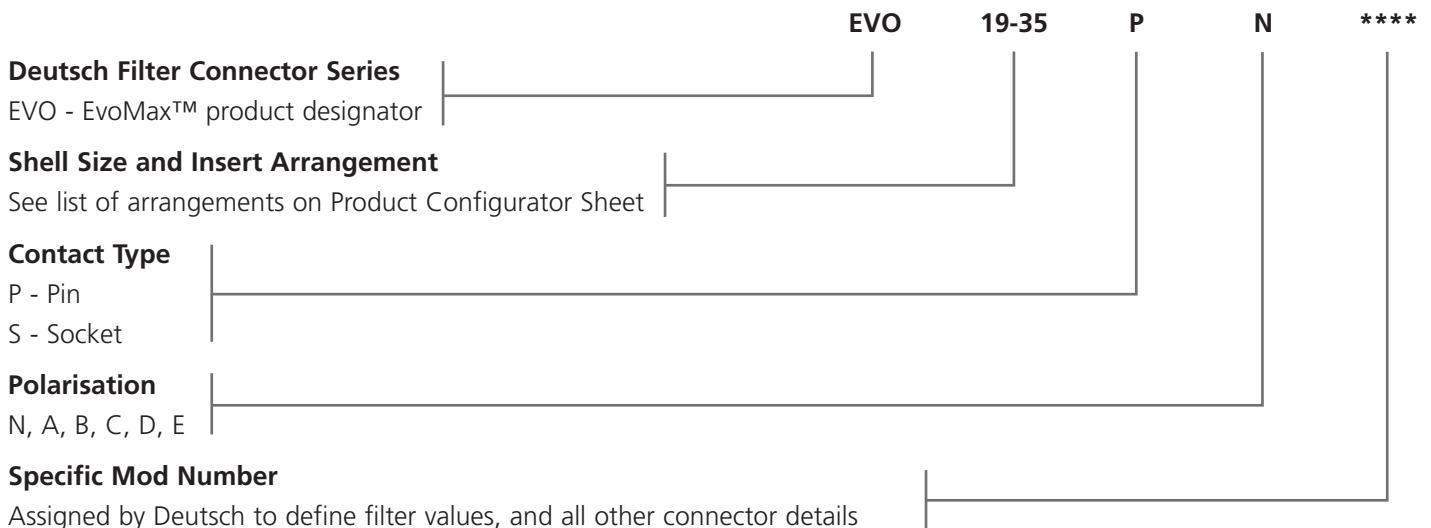 EVO 19-35 P N ****
Deutsch Filter Connector Series
EVO - EvoMax™ product designator
Shell Size and Insert Arrangement
See list of arrangements on Product Configurator Sheet
Contact Type
P - Pin
S - Socket
Polarisation
N, A, B, C, D, E
Specific Mod Number
Assigned by Deutsch to define filter values, and all other connector details